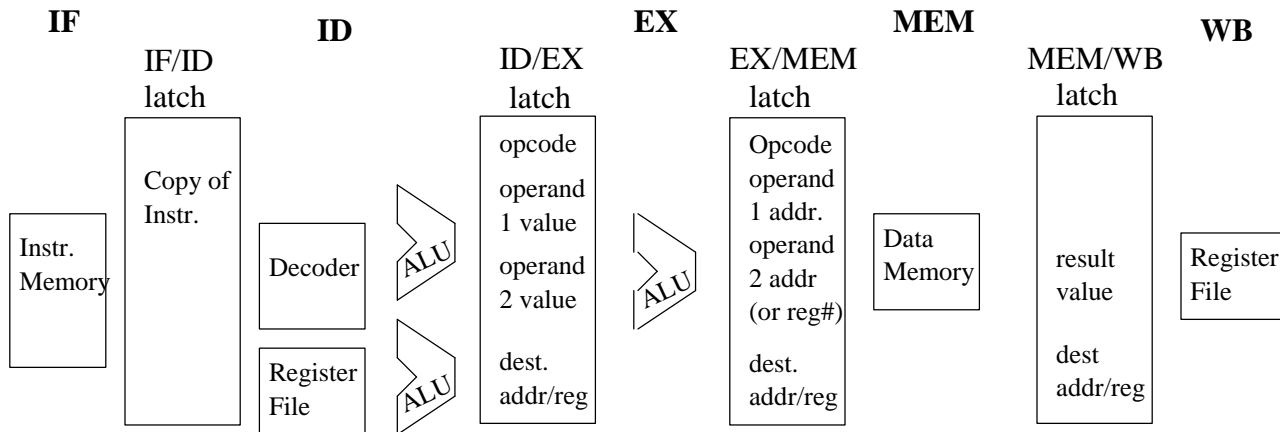 IF
ID
EX
MEM
WB
IF/ID
latch
ID/EX
latch
EX/MEM
latch
MEM/WB
latch
Instr.
Memory
Copy of
Instr.
Decoder
Register
File
ALU
ALU
opcode
operand
1 value
operand
2 value
dest.
addr/reg
ALU
Opcode
operand
1 addr.
operand
2 addr
(or reg#)
dest.
addr/reg
Data
Memory
result
value
dest
addr/reg
Register
File